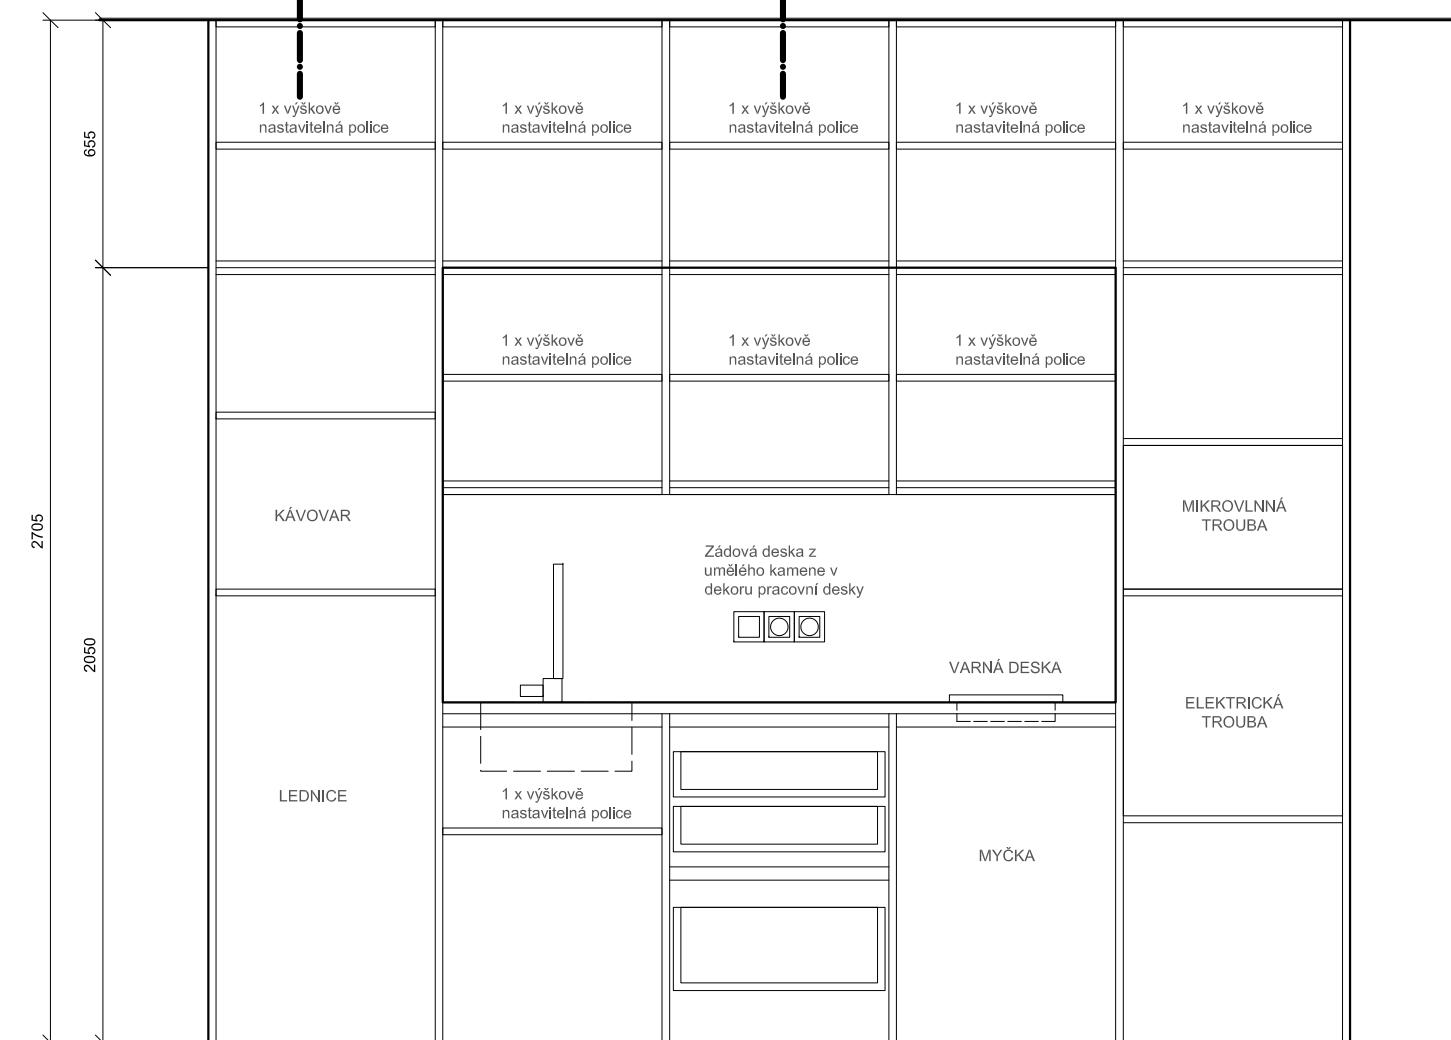 1 x výškově
nastavitelná police
1 x výškově
nastavitelná police
1 x výškově
nastavitelná police
1 x výškově
nastavitelná police
1 x výškově
nastavitelná police
655
1 x výškově
nastavitelná police
1 x výškově
nastavitelná police
1 x výškově
nastavitelná police
KÁVOVAR
MIKROVLNNÁ
TROUBA
2705
Zádová deska z
umělého kamene v
dekoru pracovní desky
2050
VARNÁ DESKA
ELEKTRICKÁ
TROUBA
LEDNICE
1 x výškově
nastavitelná police
MYČKA